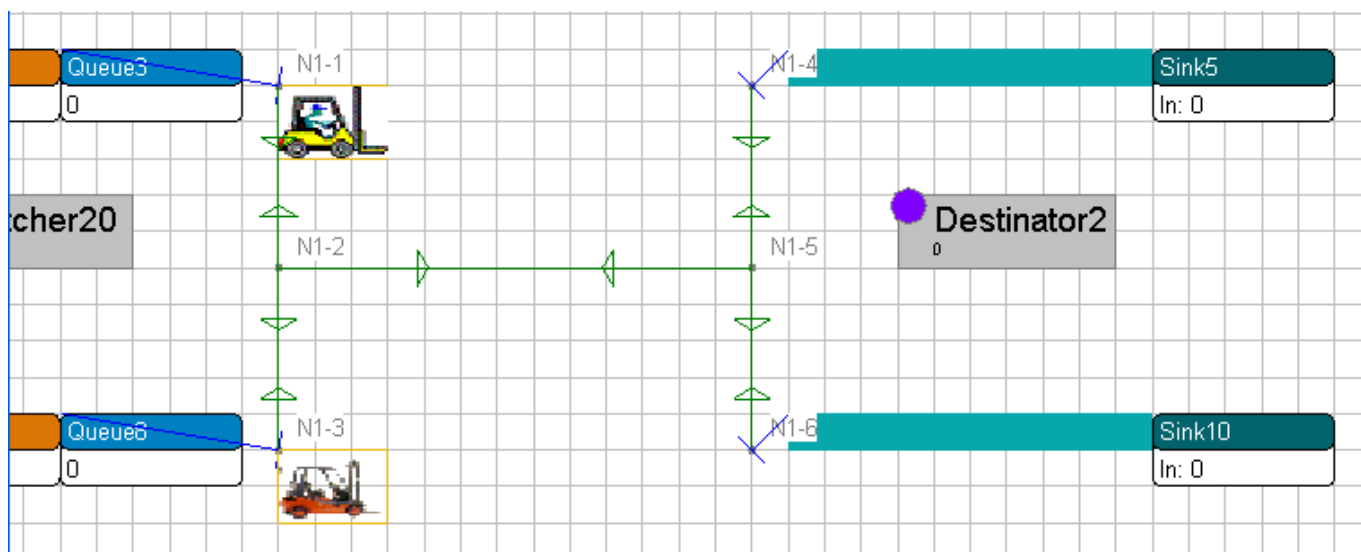 Queue3
N1-1
N1-4
Sink5
0
In: 0
tcher20
Destinator2
0
N1-2
N1-5
Queue8
N1-3
N1-6
Sink10
0
In: 0